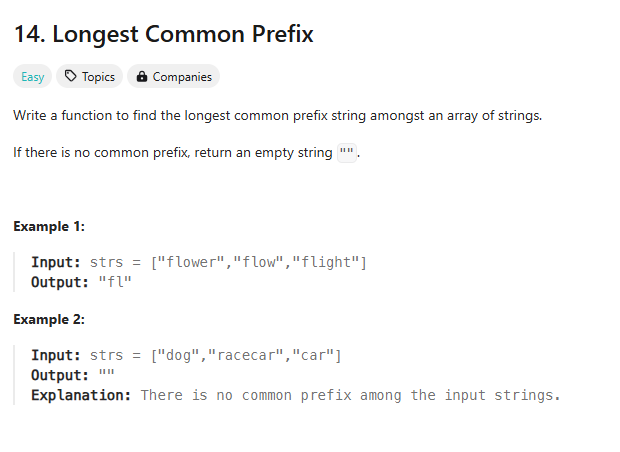 14. Longest Common Prefix
Easy Topics Companies
Write a function to find the longest common prefix string amongst an array of strings.
If there is no common prefix, return an empty string "".
Example 1:
Input: strs = ["flower","flow","flight"]
Output: "fl"
Example 2:
Input: strs = ["dog","racecar","car"]
Output: ""
Explanation: There is no common prefix among the input strings.